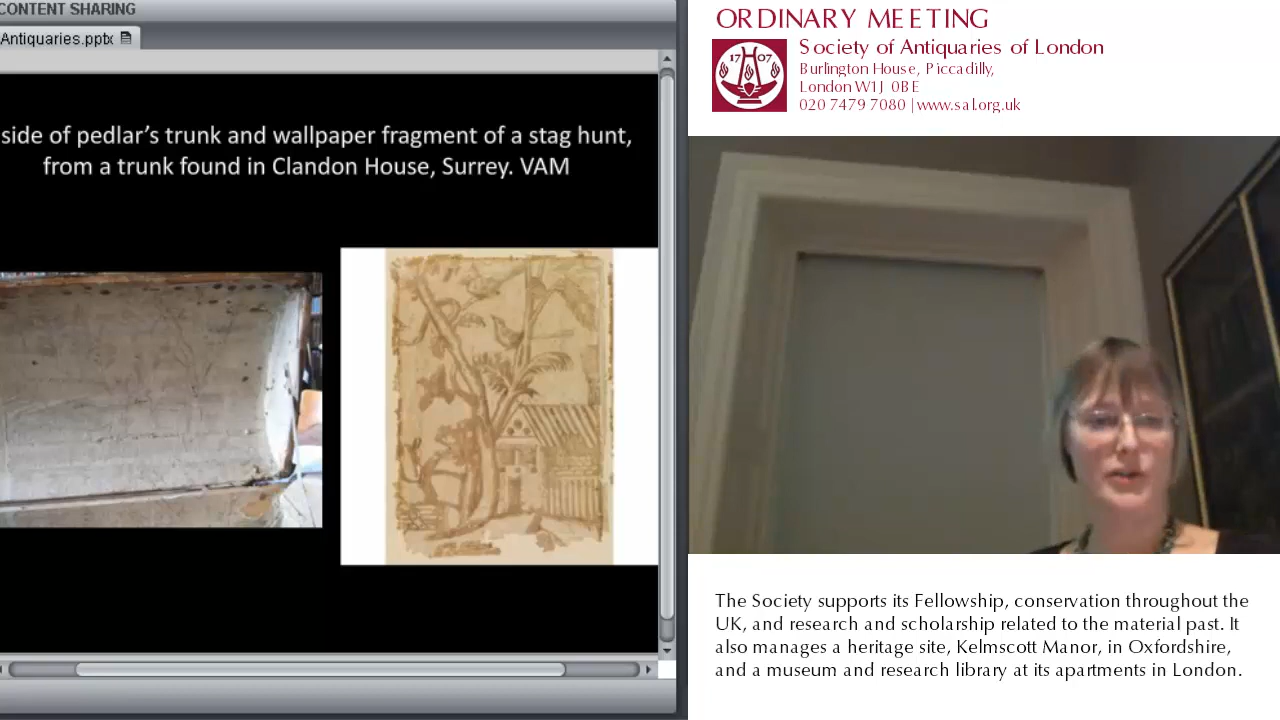 CONTENT SHARING
Antiquaries.pptx
side of pedlar's trunk and wallpaper fragment of a stag hunt,
from a trunk found in Clandon House, Surrey. VAM
ORDINARY MEETING
17 07
Society of Antiquaries of London
Burlington House, Piccadilly,
London W1J 0BE
020 7479 7080 | www.sal.org.uk
The Society supports its Fellowship, conservation throughout the
UK, and research and scholarship related to the material past. It
also manages a heritage site, Kelmscott Manor, in Oxfordshire,
and a museum and research library at its apartments in London.